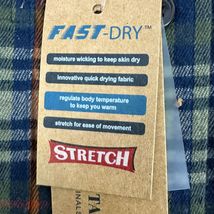 FAST-DRY™
moisture wicking to keep skin dry
innovative quick drying fabric
regulate body temperature
to keep you warm
stretch for ease of movement
STRETCH